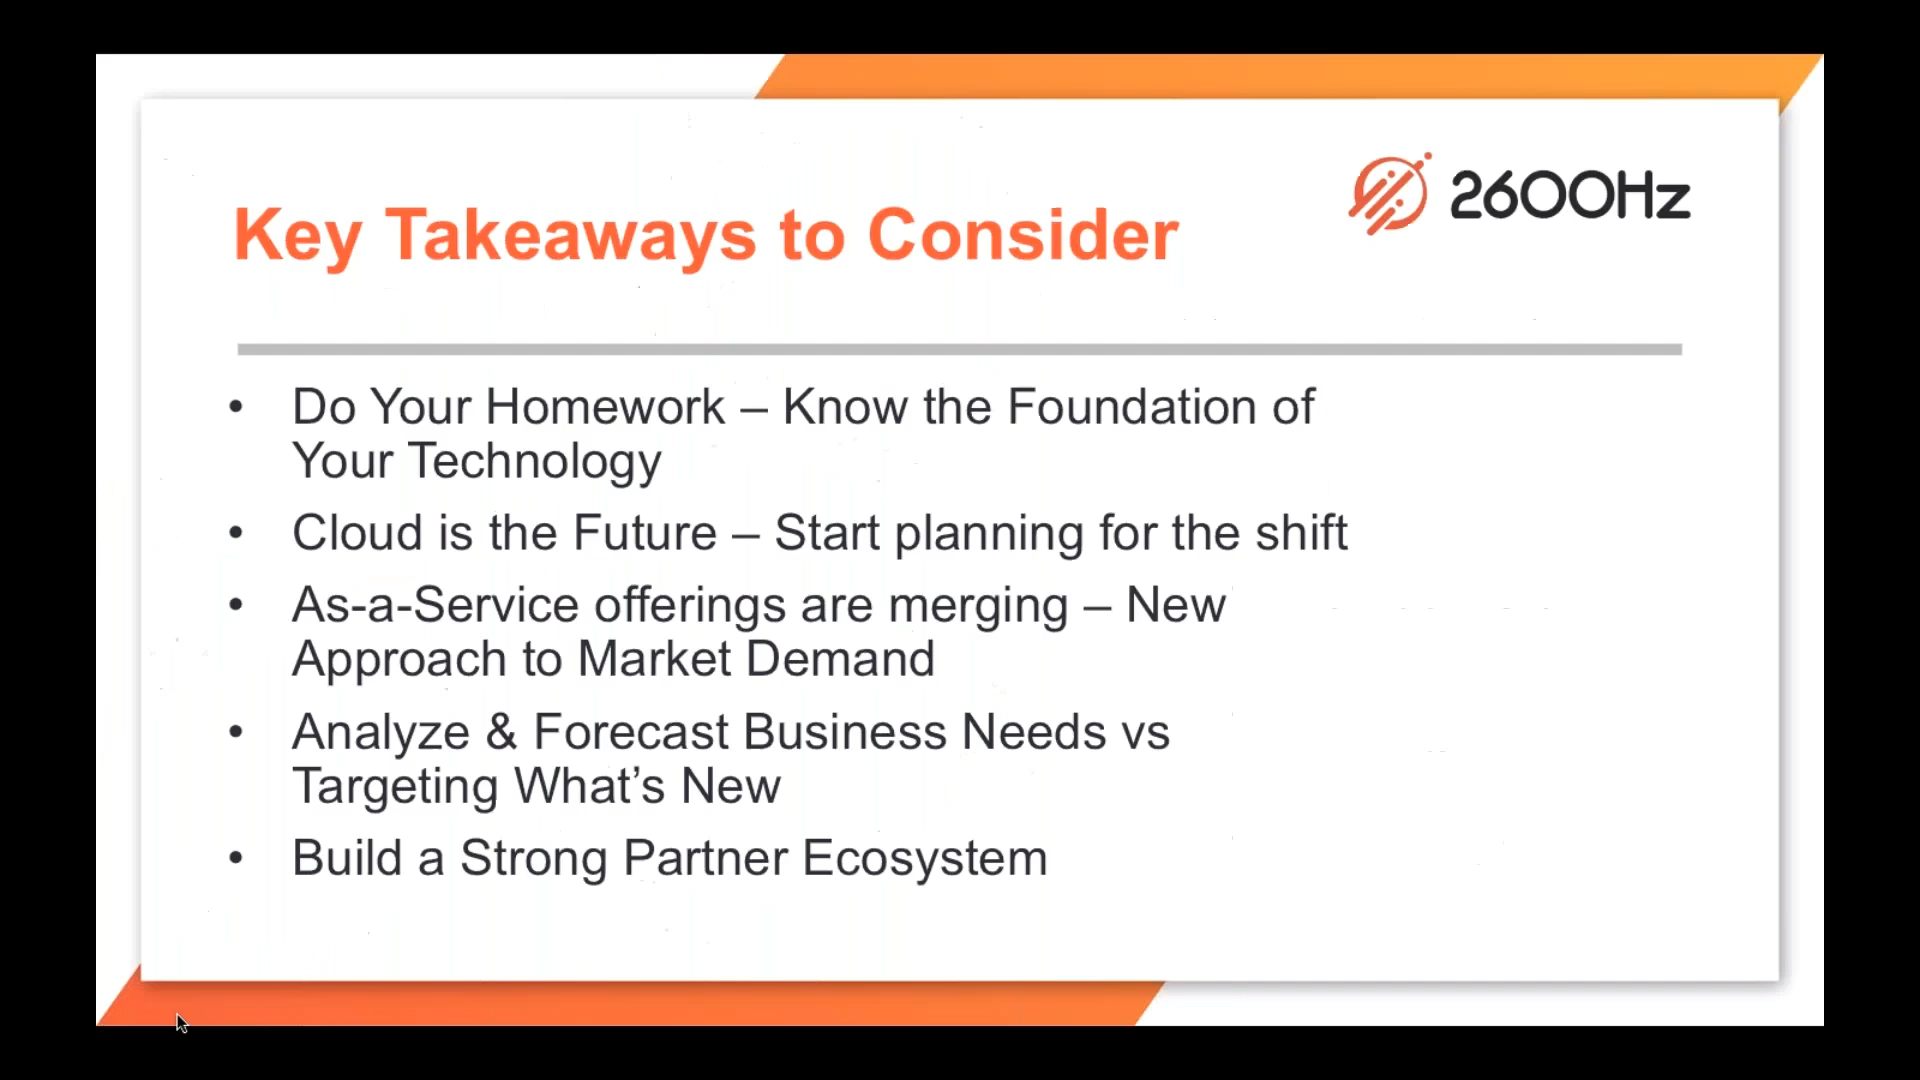 2600Hz
Key Takeaways to Consider
• Do Your Homework – Know the Foundation of
Your Technology
• Cloud is the Future – Start planning for the shift
• As-a-Service offerings are merging – New
Approach to Market Demand
• Analyze & Forecast Business Needs vs
Targeting What’s New
• Build a Strong Partner Ecosystem